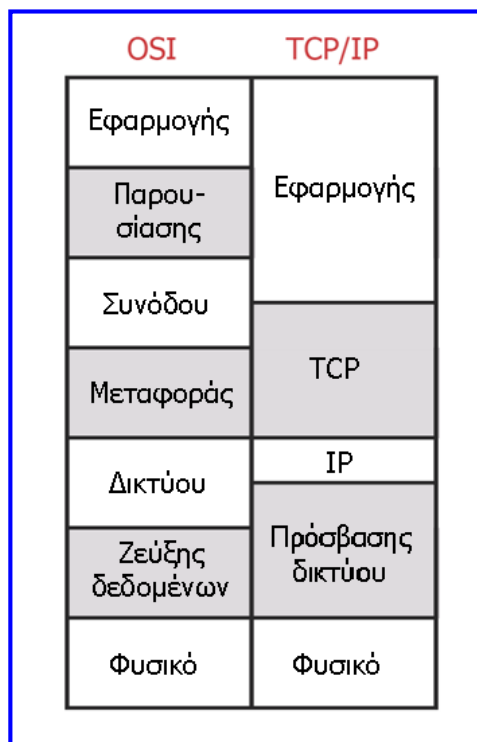 OSI
TCP/IP
Εφαρμογής
Παρου-
σίασης
Συνόδου
Μεταφοράς
Δικτύου
Ζεύξης
δεδομένων
Φυσικό
Εφαρμογής
TCP
IP
Πρόσβασης
δικτύου
Φυσικό